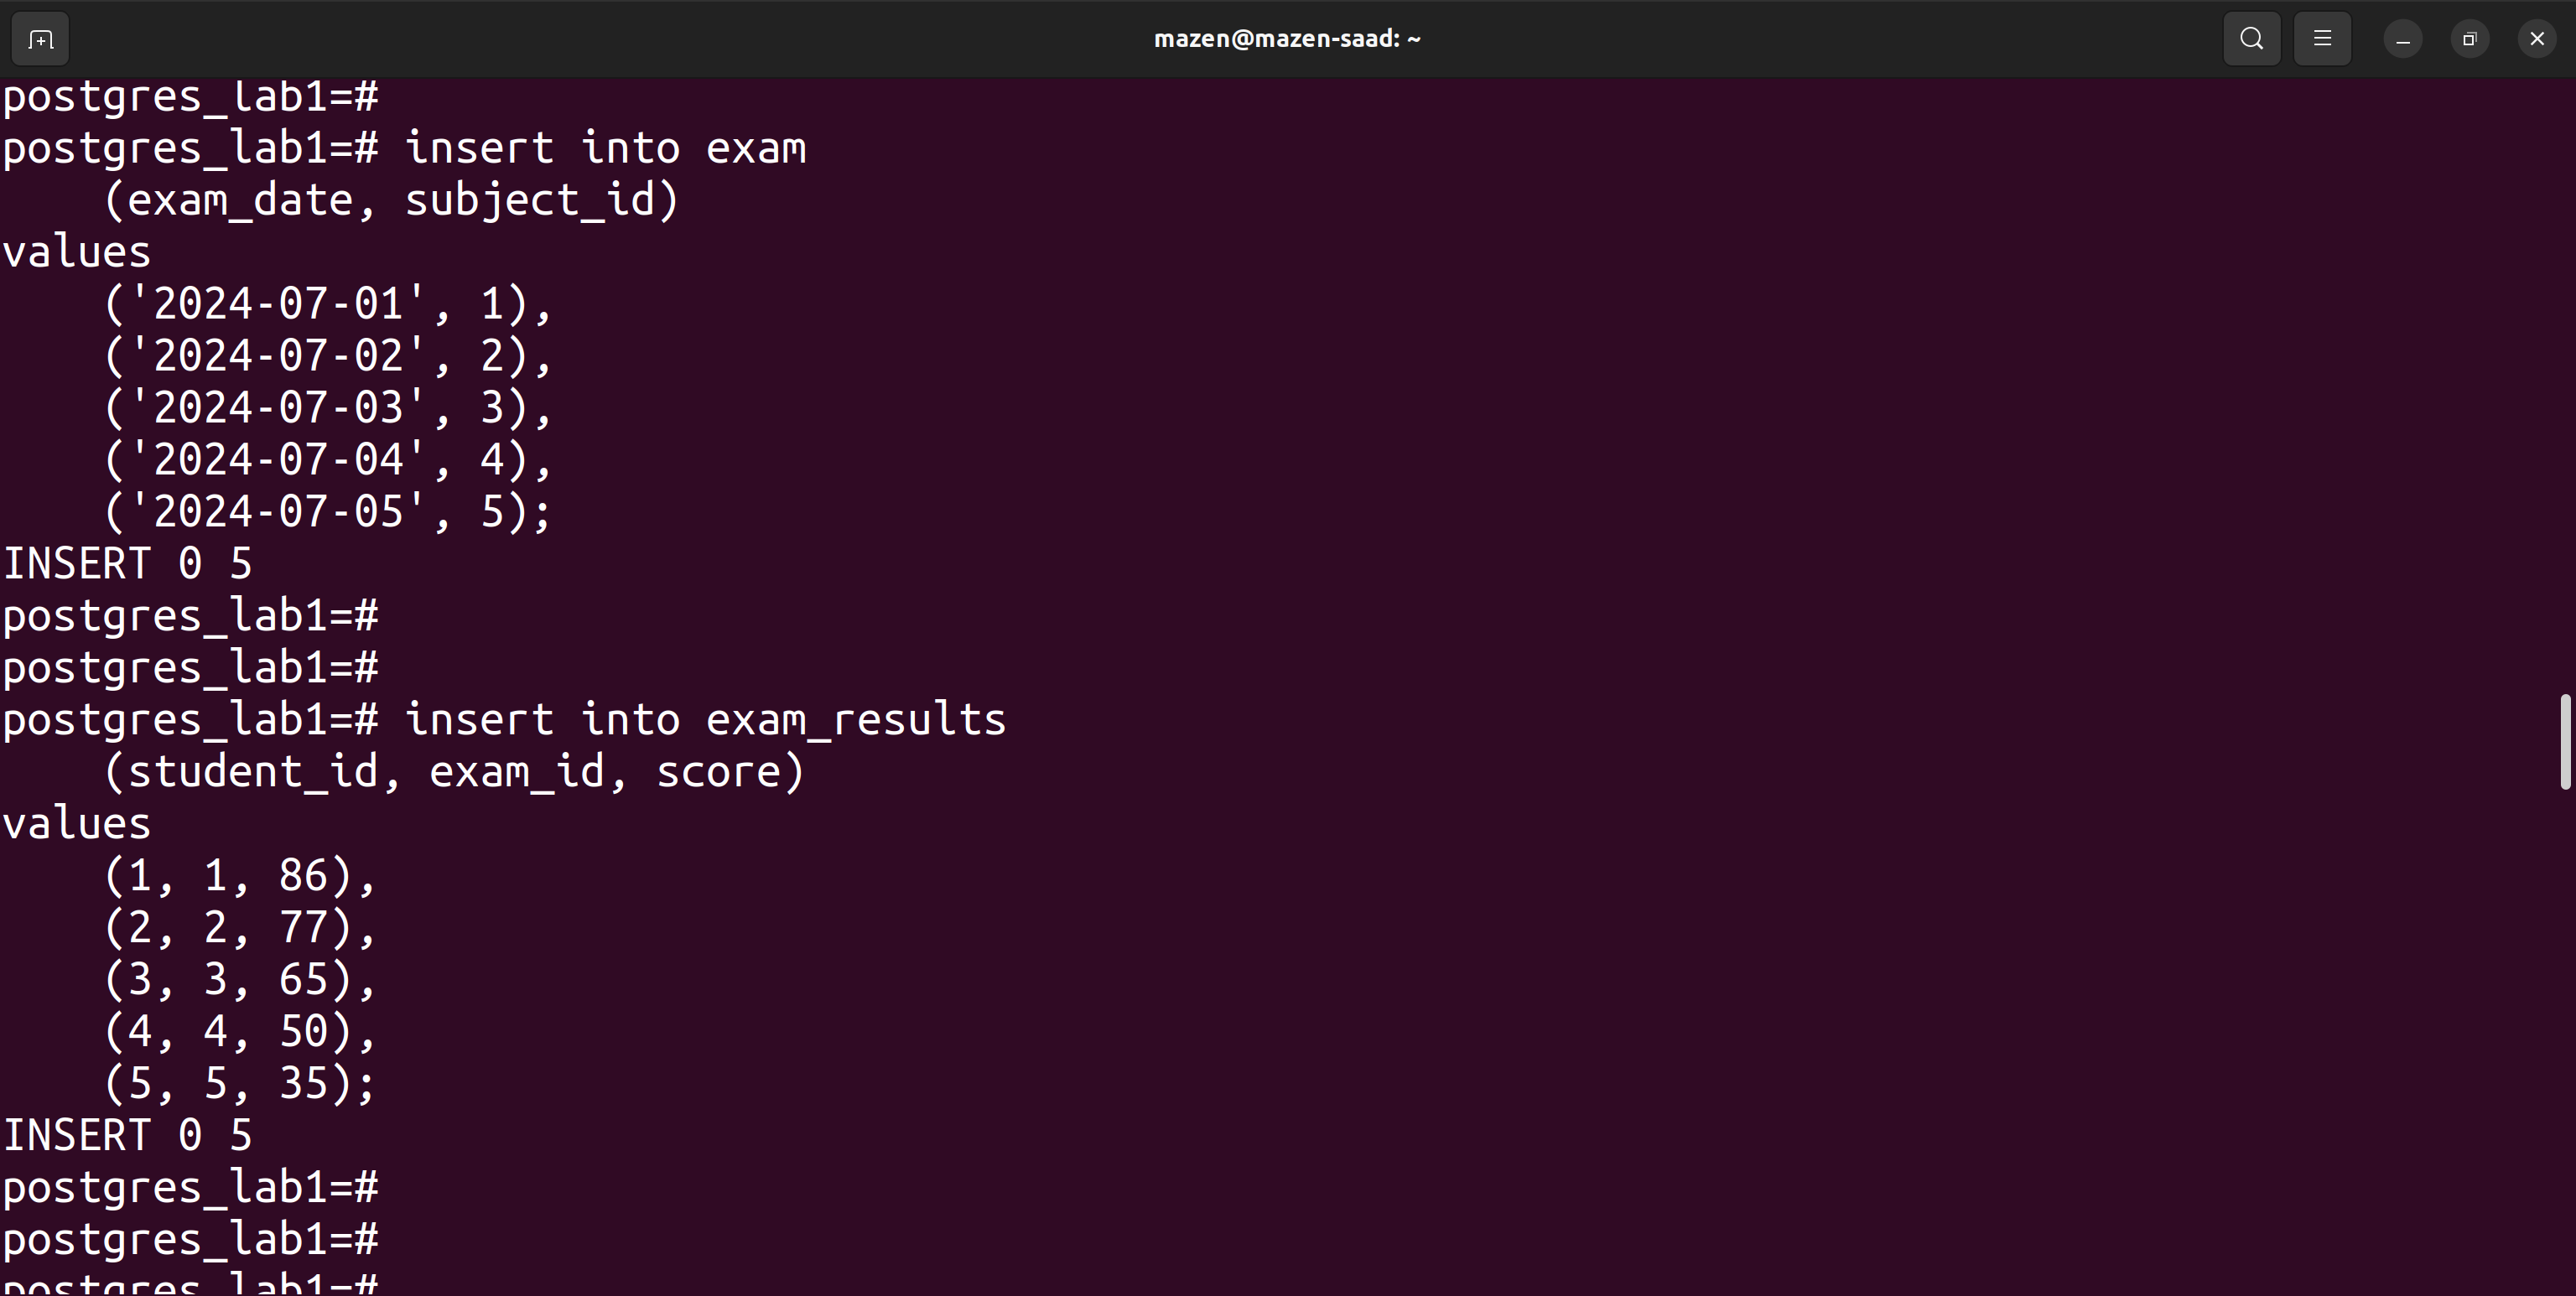 mazen@mazen-saad: ~
postgres_lab1=#
postgres_lab1=# insert into exam
    (exam_date, subject_id)
values
    ('2024-07-01', 1),
    ('2024-07-02', 2),
    ('2024-07-03', 3),
    ('2024-07-04', 4),
    ('2024-07-05', 5);
INSERT 0 5
postgres_lab1=#
postgres_lab1=#
postgres_lab1=# insert into exam_results
    (student_id, exam_id, score)
values
    (1, 1, 86),
    (2, 2, 77),
    (3, 3, 65),
    (4, 4, 50),
    (5, 5, 35);
INSERT 0 5
postgres_lab1=#
postgres_lab1=#
postgres_lab1=#